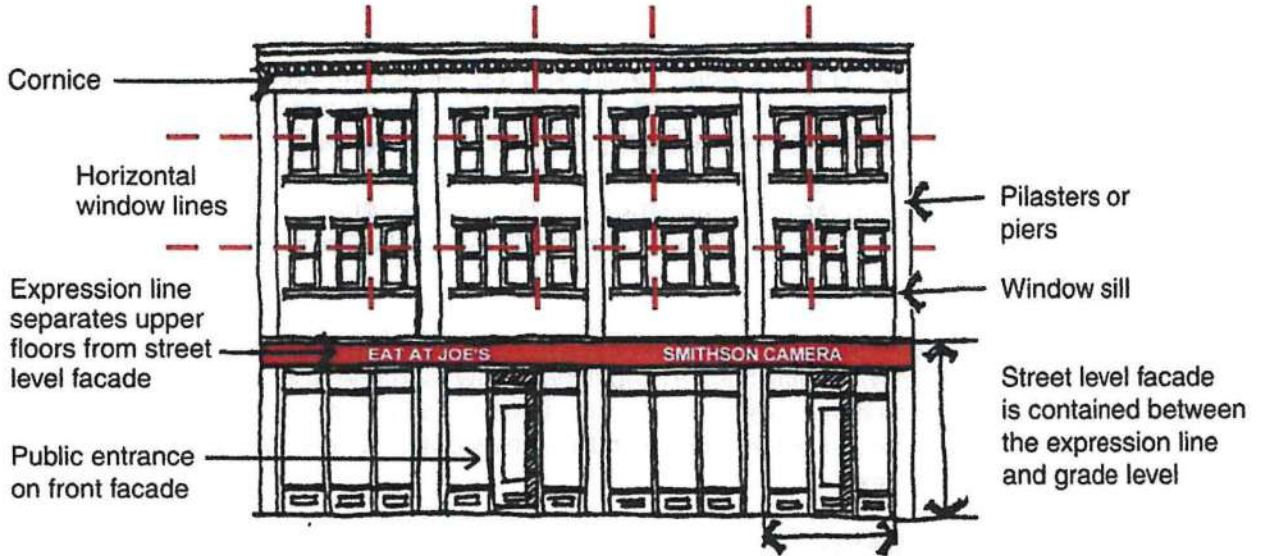 Cornice
Horizontal
window lines
Expression line
separates upper
floors from street
level facade
Public entrance
on front facade
EAT AT JOE'S
SMITHSON CAMERA
Pilasters or
piers
Window sill
Street level facade
is contained between
the expression line
and grade level